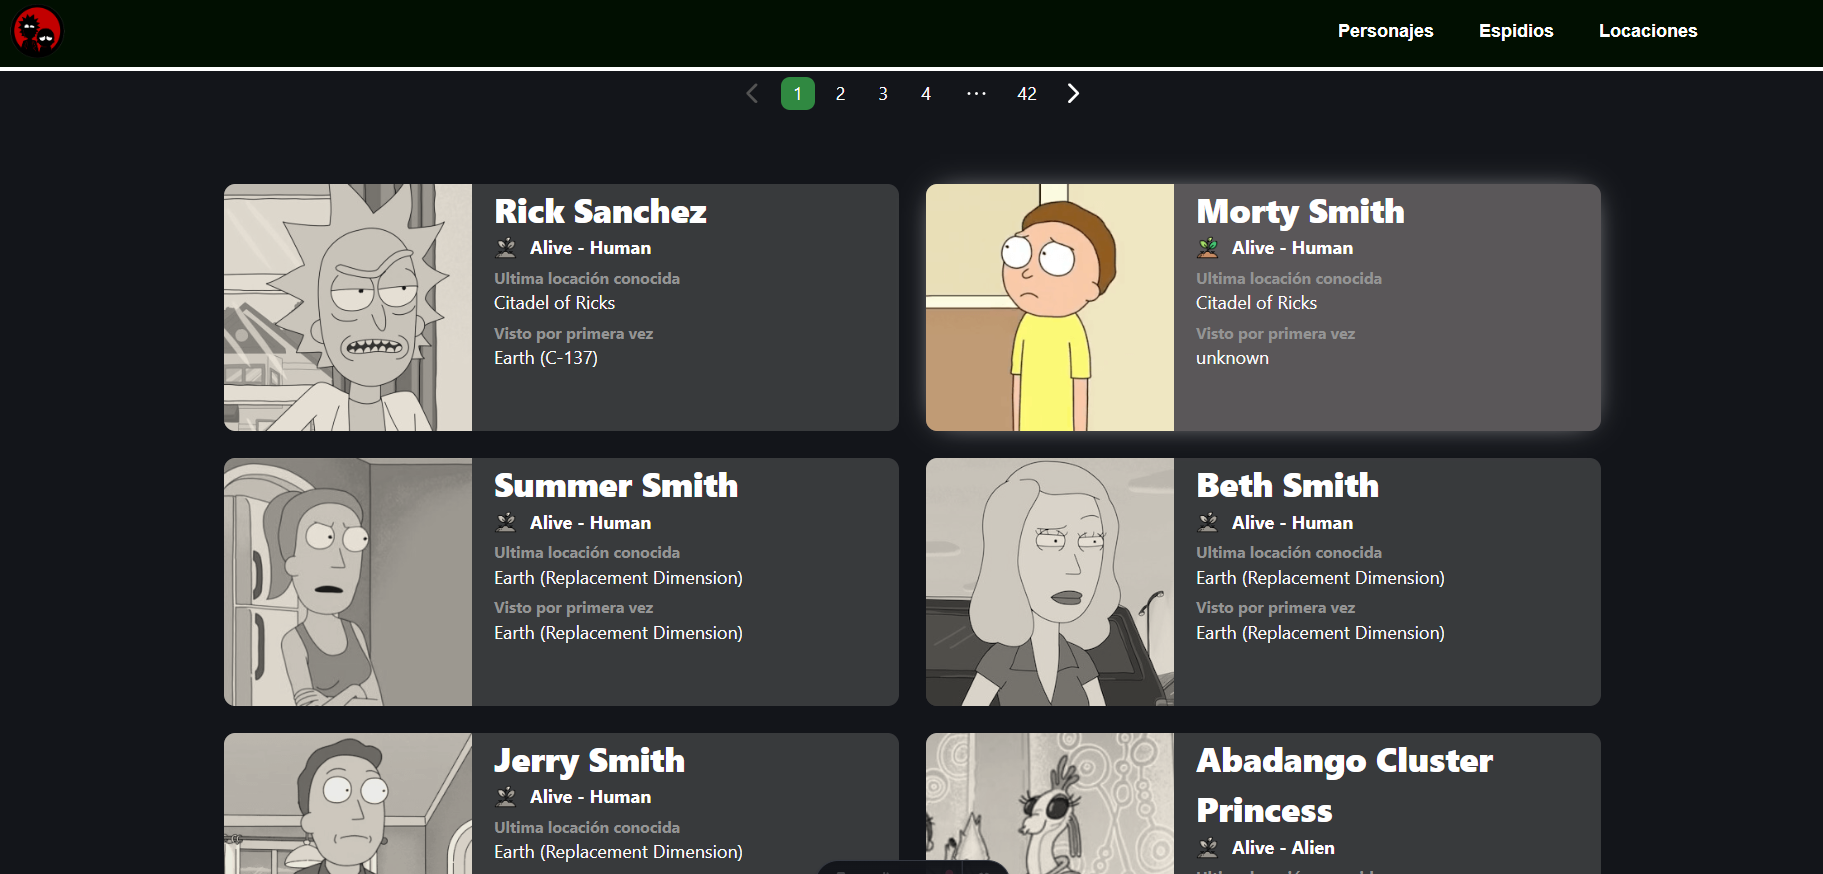 Personajes Espidios Locaciones
1 2 3 4 ··· 42
Rick Sanchez
Alive - Human
Ultima locación conocida
Citadel of Ricks
Visto por primera vez
Earth (C-137)
Morty Smith
Alive - Human
Ultima locación conocida
Citadel of Ricks
Visto por primera vez
unknown
Summer Smith
Alive - Human
Ultima locación conocida
Earth (Replacement Dimension)
Visto por primera vez
Earth (Replacement Dimension)
Beth Smith
Alive - Human
Ultima locación conocida
Earth (Replacement Dimension)
Visto por primera vez
Earth (Replacement Dimension)
Jerry Smith
Alive - Human
Ultima locación conocida
Earth (Replacement Dimension)
Abadango Cluster
Princess
Alive - Alien